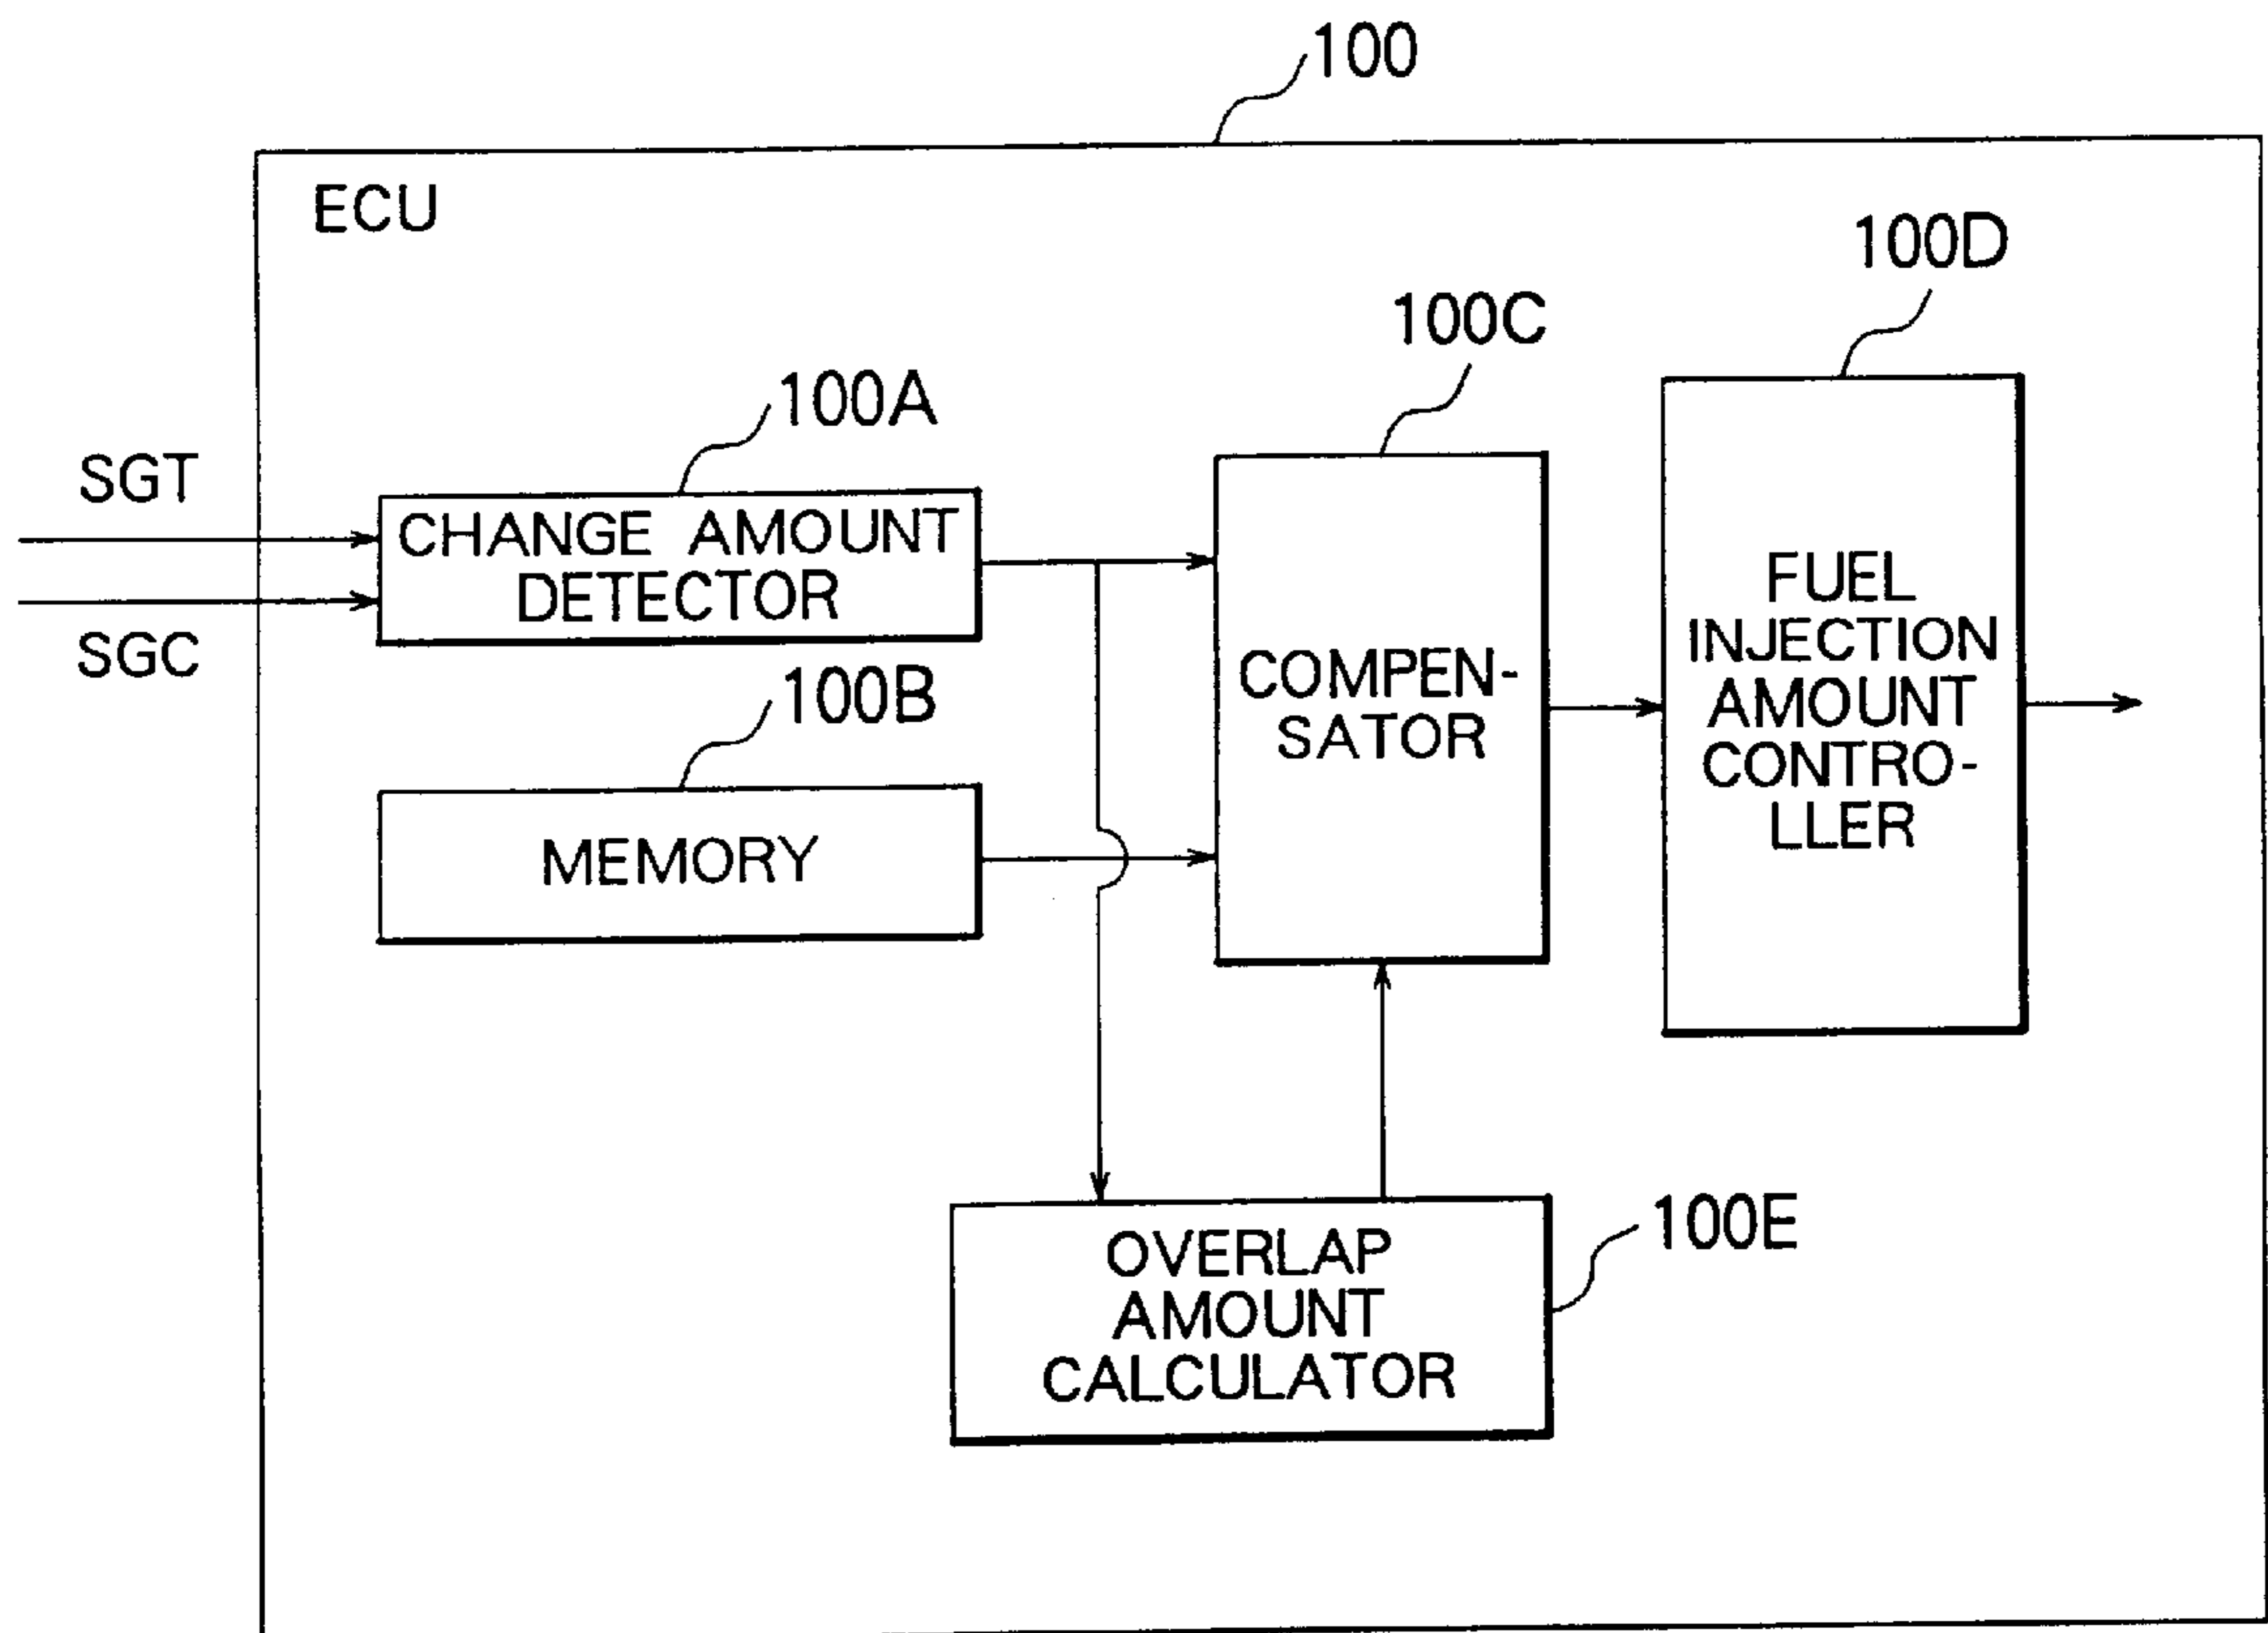 100
ECU
100D
100C
100A
SGT
CHANGE AMOUNT
DETECTOR
SGC
100B
MEMORY
COMPEN-
SATOR
FUEL
INJECTION
AMOUNT
CONTRO-
LLER
OVERLAP
AMOUNT
CALCULATOR
100E